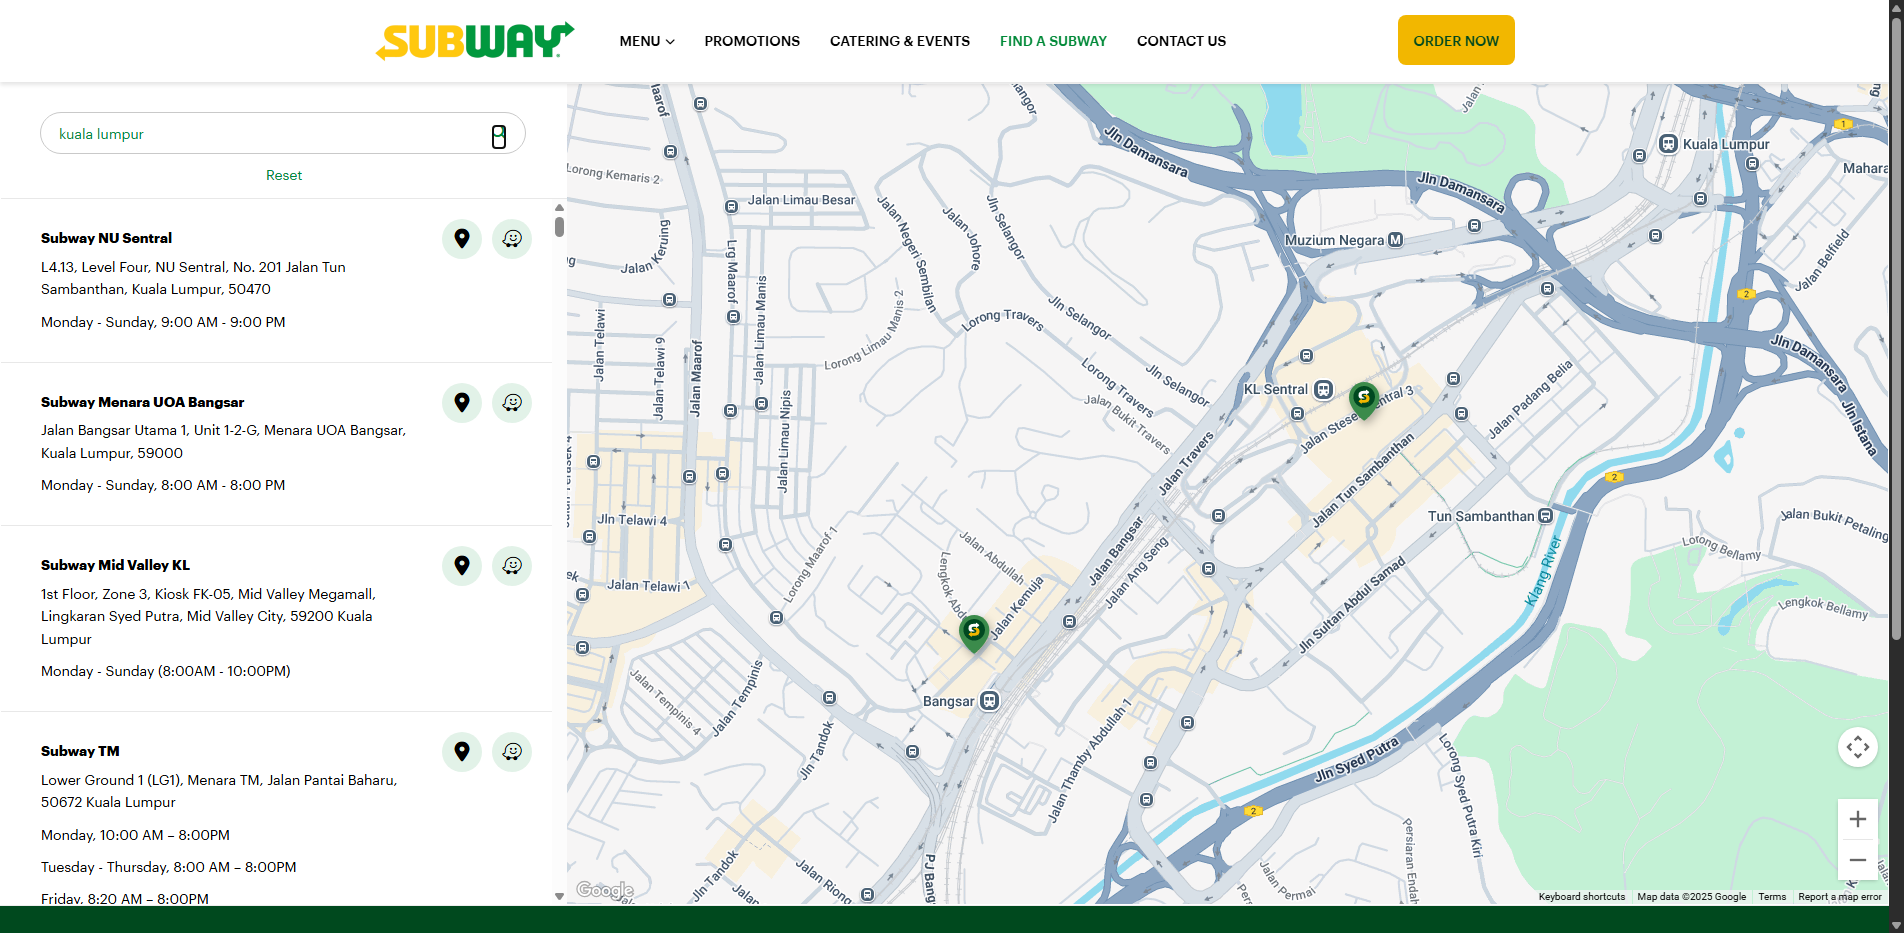 SUBWAY
MENU
PROMOTIONS
CATERING & EVENTS
FIND A SUBWAY
CONTACT US
ORDER NOW
kuala lumpur
Reset
Subway NU Sentral
L4.13, Level Four, NU Sentral, No. 201 Jalan Tun
Sambanthan, Kuala Lumpur, 50470
Monday - Sunday, 9:00 AM - 9:00 PM
Subway Menara UOA Bangsar
Jalan Bangsar Utama 1, Unit 1-2-G, Menara UOA Bangsar,
Kuala Lumpur, 59000
Monday - Sunday, 8:00 AM - 8:00 PM
Subway Mid Valley KL
1st Floor, Zone 3, Kiosk FK-05, Mid Valley Megamall,
Lingkaran Syed Putra, Mid Valley City, 59200 Kuala
Lumpur
Monday - Sunday (8:00AM - 10:00PM)
Subway TM
Lower Ground 1 (LG1), Menara TM, Jalan Pantai Baharu,
50672 Kuala Lumpur
Monday, 10:00 AM – 8:00PM
Tuesday - Thursday, 8:00 AM – 8:00PM
Friday, 8:20 AM – 8:00PM
Jln Damansara
Jln Damansara
1
Kuala Lumpur
Lorong Kemaris 2
Jalan Limau Besar
Jalan Negeri Sembilan
Jalan Johore
Jln Selangor
Muzium Negara
Jalan Belfield
Jalan Keruing
Lrg Maarof
Jalan Limau Manis
Lorong Limau Manis 2
Lorong Travers
Jln Selangor
2
Jalan Telawi
Jalan Telawi 9
Jalan Maarof
Jln Damansara
Jln Istana
Lorong Travers
Jln Selangor
KL Sentral
Jalan Padang Belia
Jalan Bukit Travers
Jalan Limau Nipis
Jalan Travers
Jalan Tun Sambanthan
2
Jln Telawi 4
Tun Sambanthan
Jalan Bukit Petaling
Lorong Bellamy
Jalan Telawi
Lorong Maarof 1
Jalan Abdullah
Jalan Kemuja
Jalan Bangsar
Jalan Ang Seng
Jln Sultan Abdul Samad
Klang River
Lengkok Bellamy
Bangsar
Jalan Tempinis
Jalan Tempinis 4
Jln Tandok
Jalan Thamby Abdullah 1
Jln Syed Putra
Lorong Syed Putra Kiri
2
Jln Tandok
Jalan Riong
PJ Bang
Jalan Permai
Persiaran Endah
Google
Keyboard shortcuts
Map data ©2025 Google
Terms
Report a map error